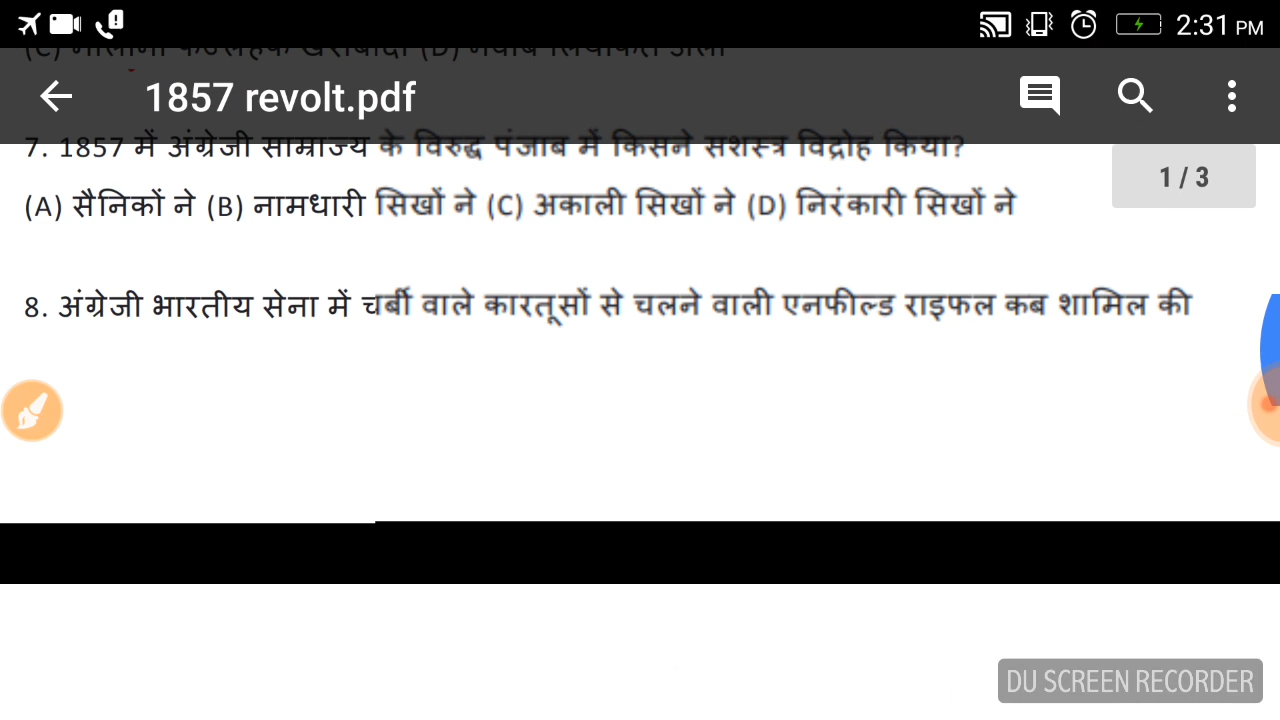 2:31 PM
1857 revolt.pdf
7. 1857 में अंग्रेजी साम्राज्य के विरुद्ध पंजाब में किसने सशस्त्र विद्रोह किया?
1 / 3
(A) सैनिकों ने (B) नामधारी सिखों ने (C) अकाली सिखों ने (D) निरंकारी सिखों ने
8. अंग्रेजी भारतीय सेना में चर्बी वाले कारतूसों से चलने वाली एनफील्ड राइफल कब शामिल की
DU SCREEN RECORDER